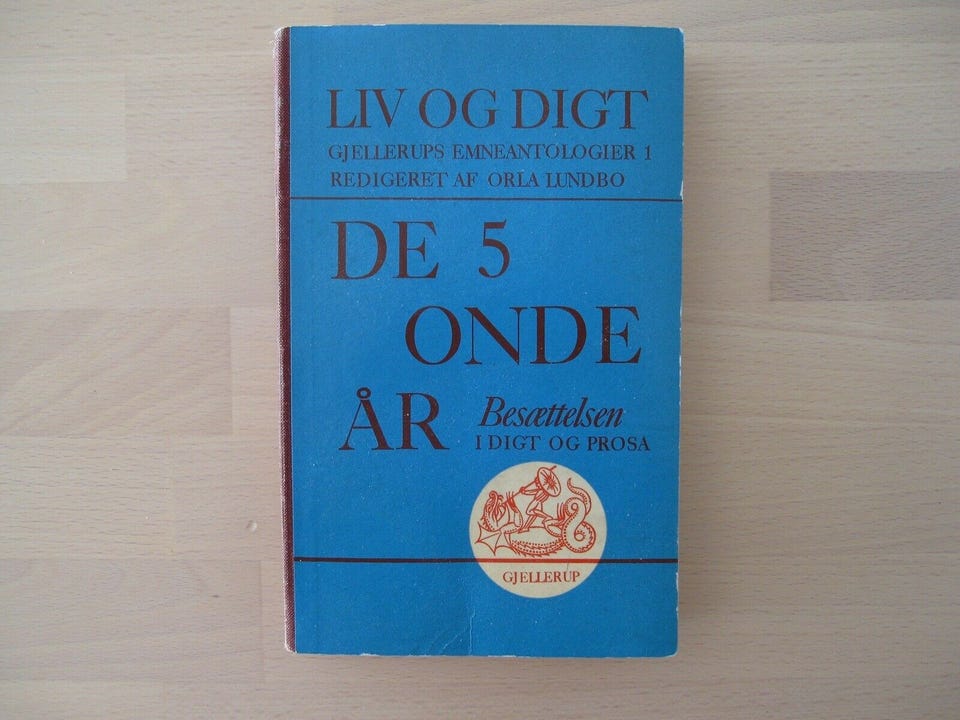 LIV OG DIGT
GJELLERUPS EMNEANTOLOGIER 1
REDIGERET AF ORLA LUNDBO
DE 5
ONDE
ÅR
Besættelsen
I DIGT OG PROSA
GJELLERUP